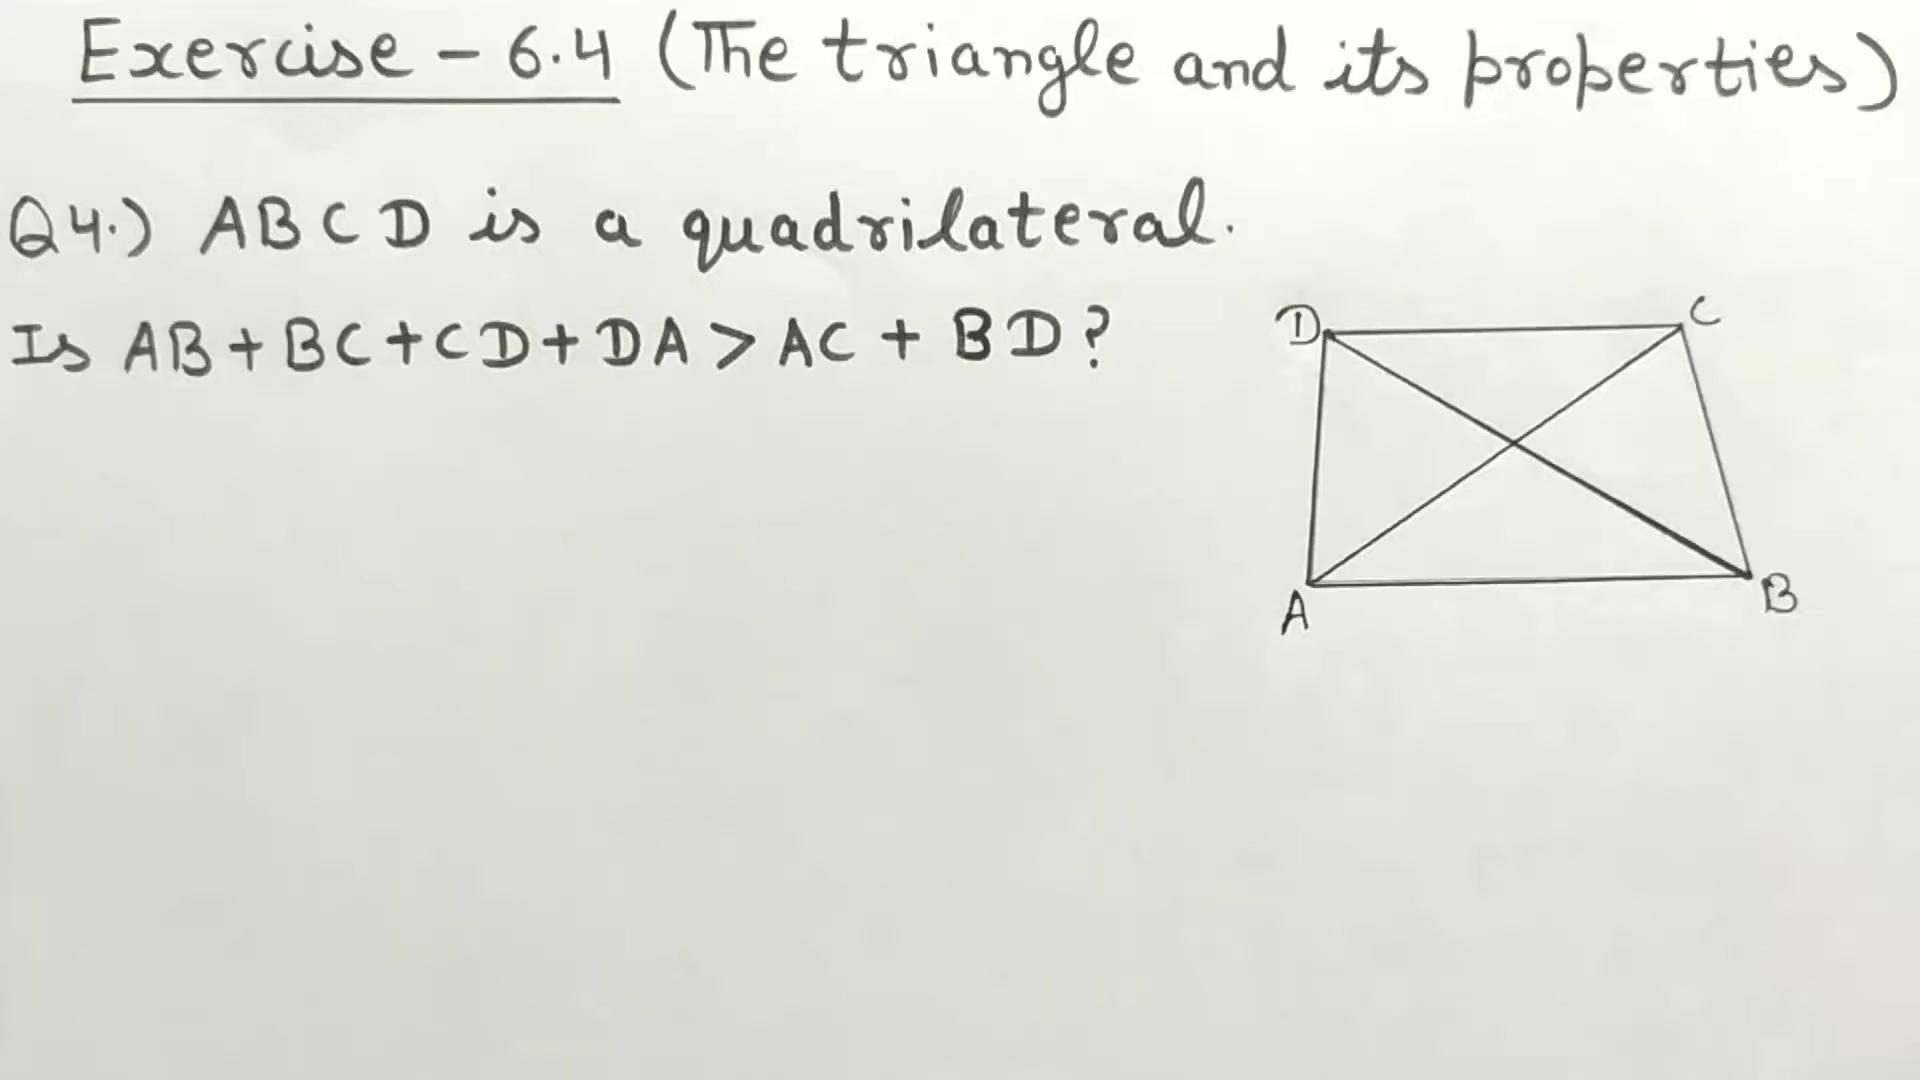 Exercise - 6.4 (The triangle and its properties)
Q4.) ABCD is a quadrilateral.
Is AB + BC + CD + DA > AC + BD?
D
C
A
B